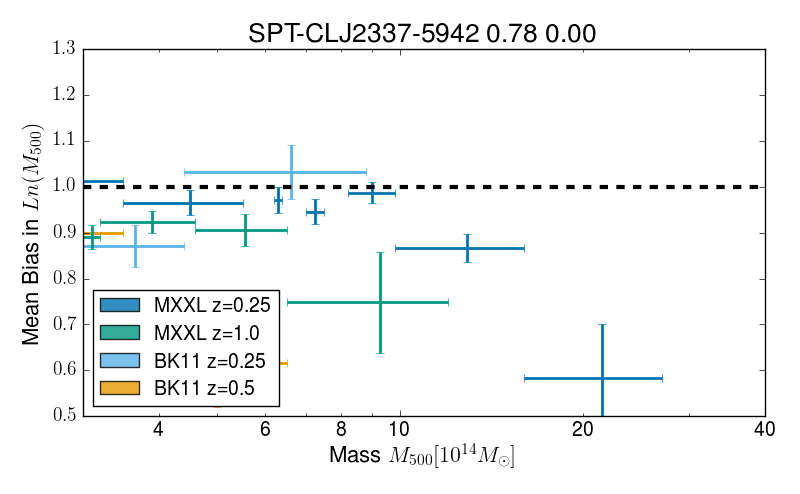 SPT-CLJ2337-5942 0.78 0.00
1.3
1.2
1.1
1.0
0.9
0.8
0.7
0.6
0.5
Mean Bias in Ln(M₅₀₀)
MXXL z=0.25
MXXL z=1.0
BK11 z=0.25
BK11 z=0.5
4 6 8 10 20 40
Mass M₅₀₀[10¹⁴M☉]